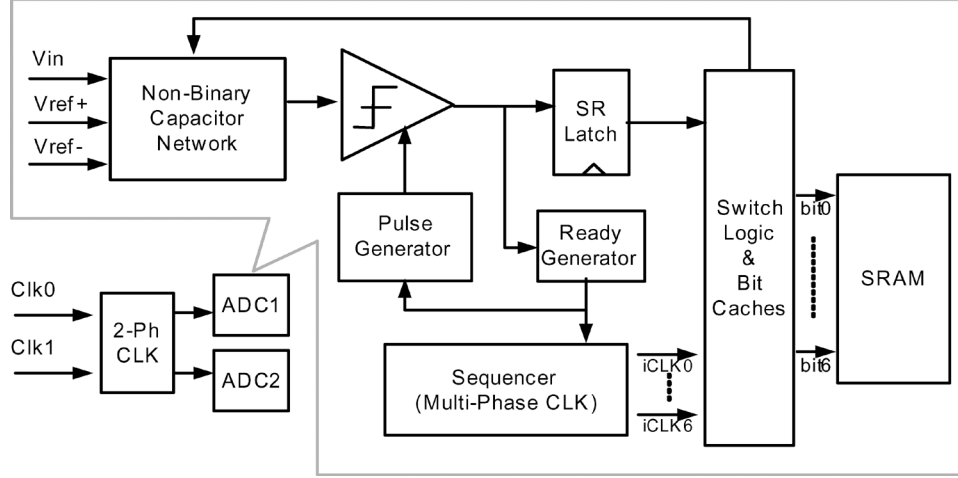 Vin
Vref+
Vref-
Non-Binary
Capacitor
Network
SR
Latch
Pulse
Generator
Ready
Generator
Switch
Logic
&
Bit
Caches
bit0
bit6
SRAM
Clk0
Clk1
2-Ph
CLK
ADC1
ADC2
Sequencer
(Multi-Phase CLK)
iCLK0
iCLK6